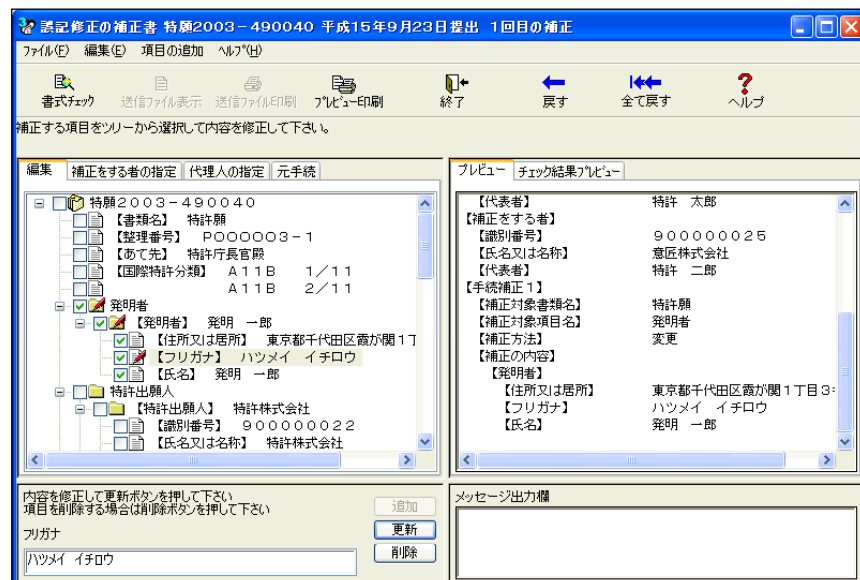 誤記修正の補正書 特願2003-490040 平成15年9月23日提出 1回目の補正
ファイル(F) 編集(E) 項目の追加 ヘルプ(H)
書式チェック 送信ファイル表示 送信ファイル印刷 プレビュー印刷 終了 戻す 全て戻す ヘルプ
補正する項目をツリーから選択して内容を修正して下さい。
編集 補正をする者の指定 代理人の指定 元手続
特願2003-490040
【書類名】 特許願
【整理番号】 P000003-1
【あて先】 特許庁長官殿
【国際特許分類】 A11B 1/11
A11B 2/11
発明者
【発明者】 発明 一郎
【住所又は居所】 東京都千代田区霞が関1丁
【フリガナ】 ハツメイ イチロウ
【氏名】 発明 一郎
特許出願人
【特許出願人】 特許株式会社
【識別番号】 900000022
【氏名又は名称】 特許株式会社
プレビュー チェック結果プレビュー
【代表者】 特許 太郎
【補正をする者】
【識別番号】 900000025
【氏名又は名称】 意匠株式会社
【代表者】 特許 二郎
【手続補正1】
【補正対象書類名】 特許願
【補正対象項目名】 発明者
【補正方法】 変更
【補正の内容】
【発明者】
【住所又は居所】 東京都千代田区霞が関1丁目3
【フリガナ】 ハツメイ イチロウ
【氏名】 発明 一郎
内容を修正して更新ボタンを押して下さい
項目を削除する場合は削除ボタンを押して下さい
フリガナ
ハツメイ イチロウ
追加
更新
削除
メッセージ出力欄